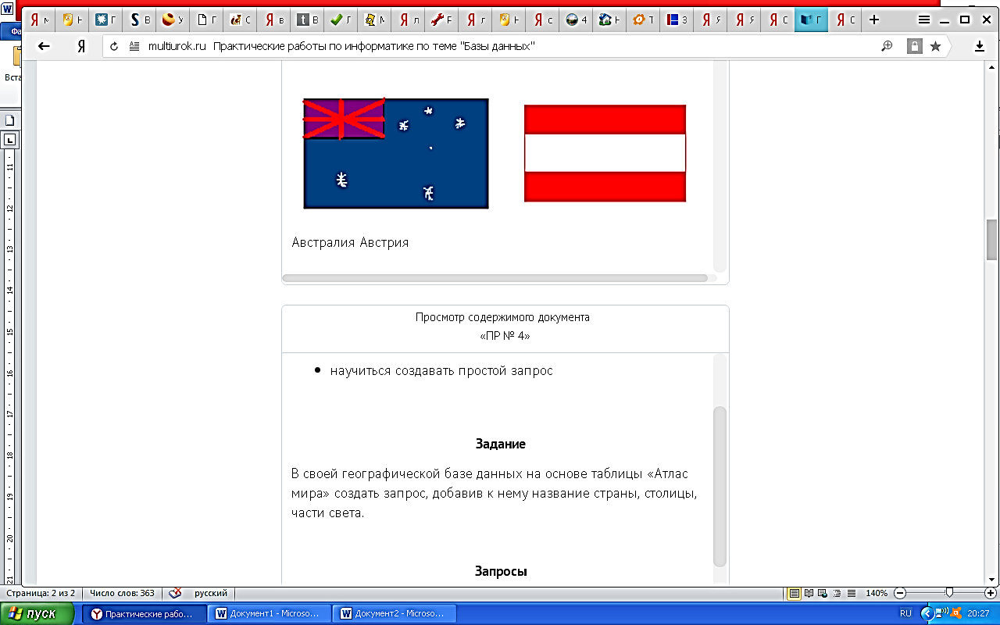 Фа
Я м Н Г S В У Г С Я в t В Г М Я п F Я г Н Я с 4 Н Т З Я Я Я Я Я С Г Я С
Я multiurok.ru Практические работы по информатике по теме "Базы данных"
Вста
Австралия Австрия
Просмотр содержимого документа
«ПР № 4»
научиться создавать простой запрос
Задание
В своей географической базе данных на основе таблицы «Атлас
мира» создать запрос, добавив к нему название страны, столицы,
части света.
Запросы
11
12
13
14
15
16
17
18
19
20
21
Страница: 2 из 2 Число слов: 363 русский 140%
пуск Практические рабо... Документ1 - Microso... Документ2 - Microso... RU 20:27